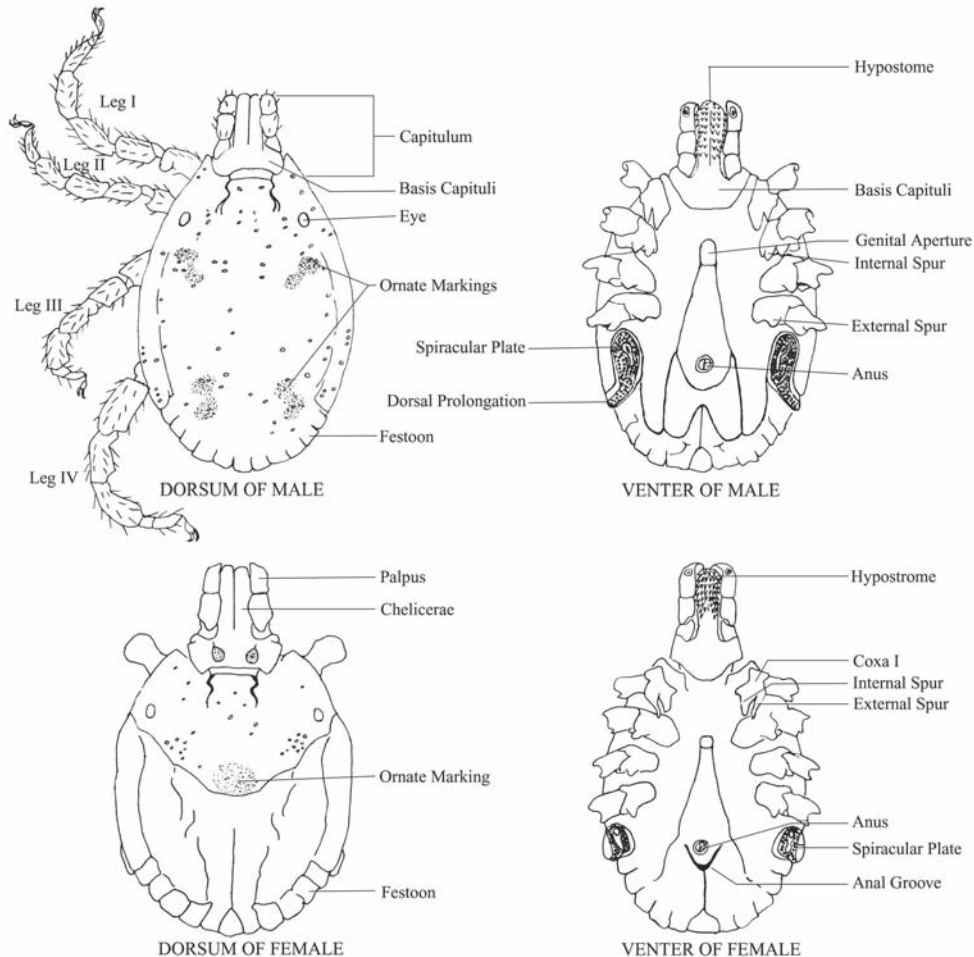 Leg I
Leg II
Leg III
Leg IV
Capitulum
Basis Capituli
Eye
Ornate Markings
Festoon
DORSUM OF MALE
Hypostome
Basis Capituli
Genital Aperture
Internal Spur
External Spur
Spiracular Plate
Anus
Dorsal Prolongation
VENTER OF MALE
Palpus
Chelicerae
Ornate Marking
Festoon
DORSUM OF FEMALE
Hypostrome
Coxa I
Internal Spur
External Spur
Anus
Spiracular Plate
Anal Groove
VENTER OF FEMALE